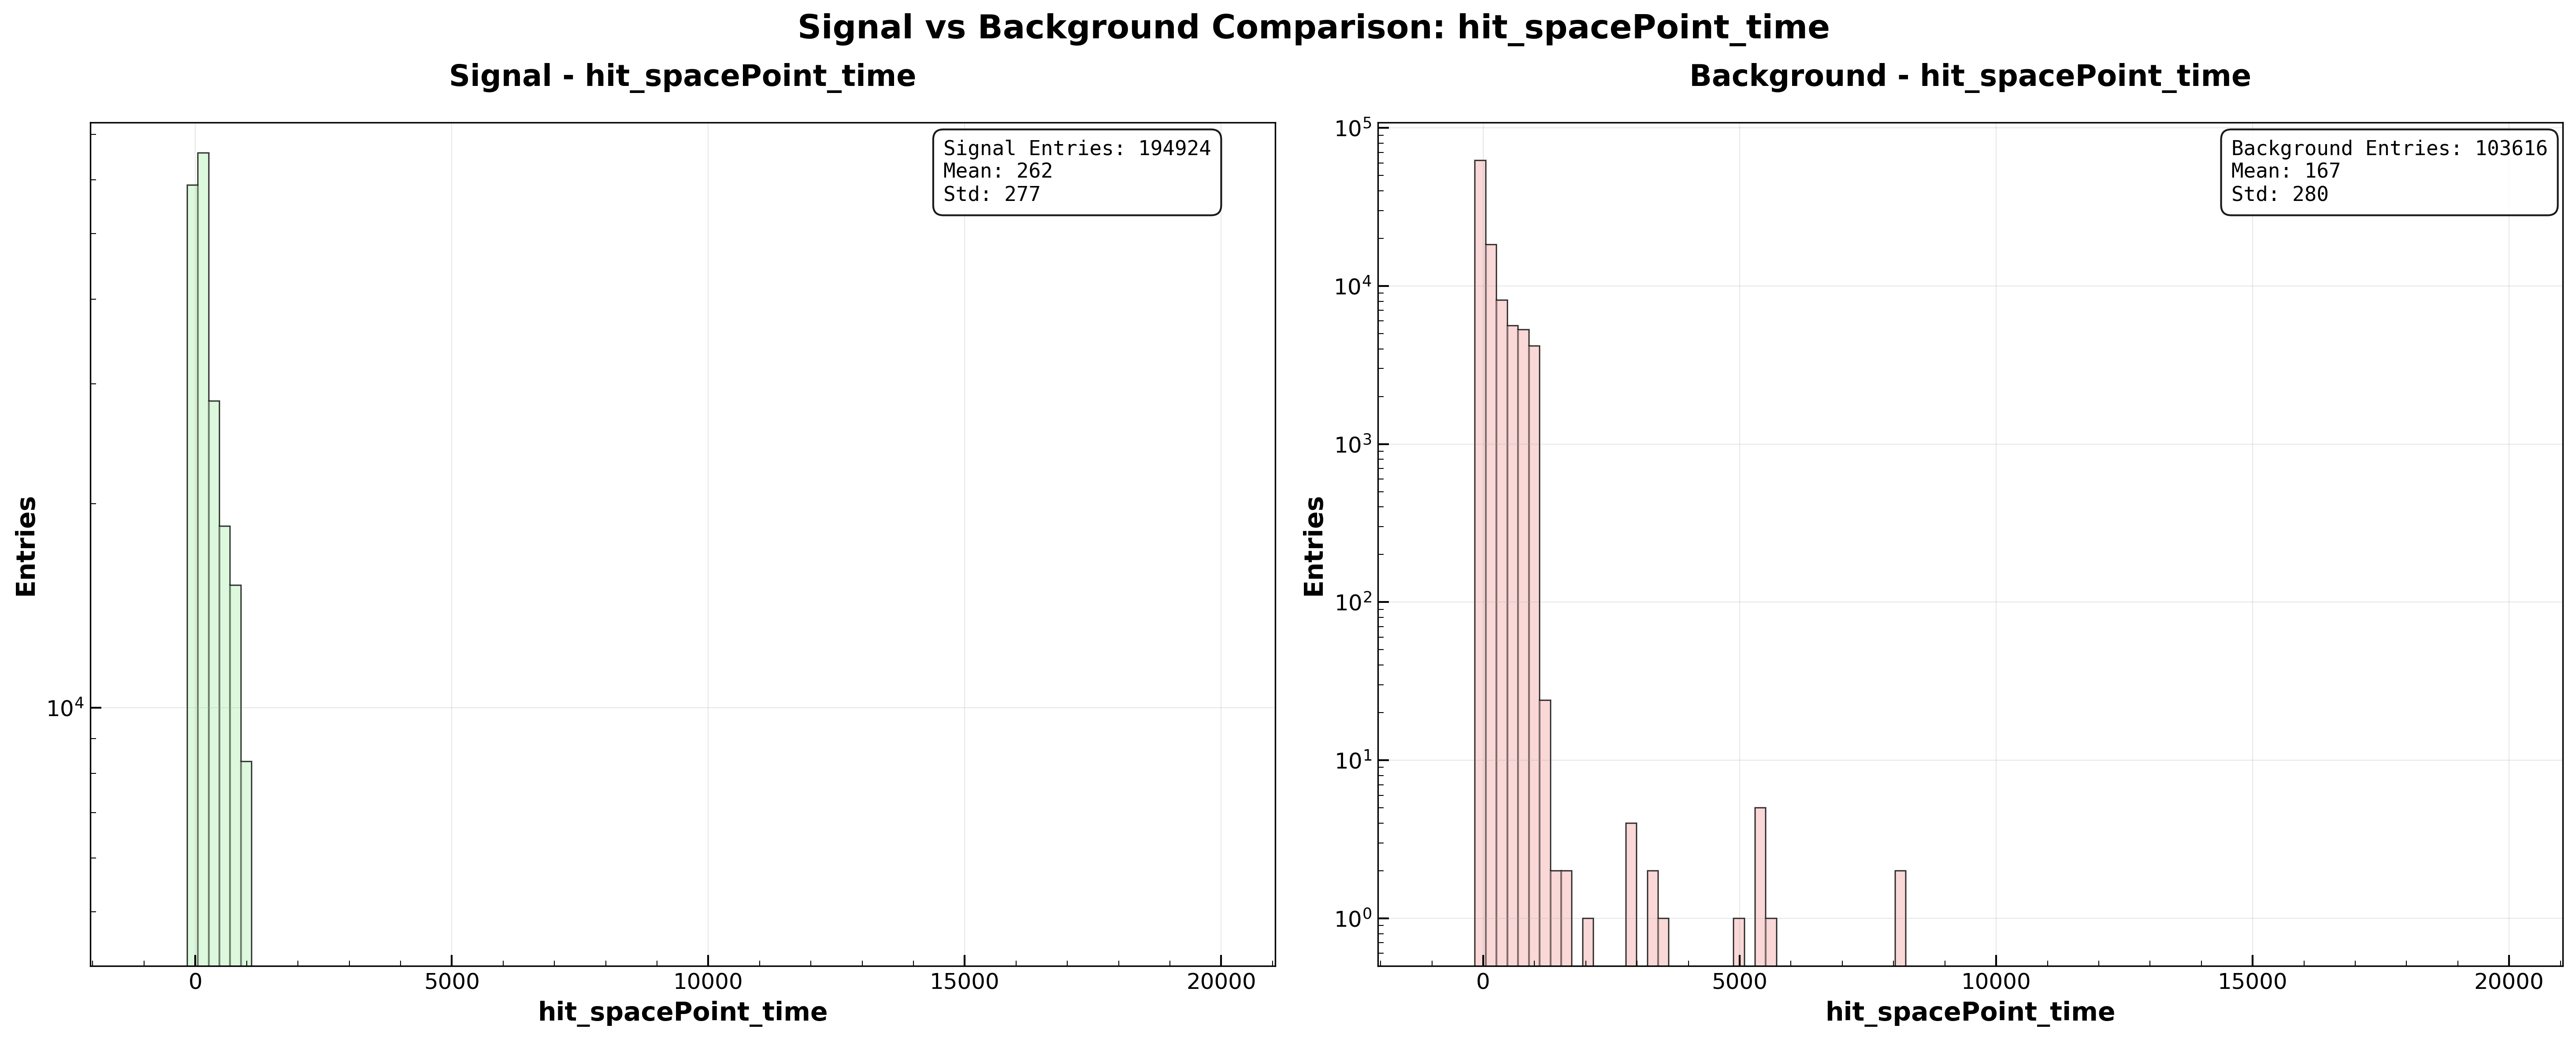 Signal vs Background Comparison: hit_spacePoint_time
Signal - hit_spacePoint_time
Signal Entries: 194924
Mean: 262
Std: 277
Entries
10^4
0 5000 10000 15000 20000
hit_spacePoint_time
Background - hit_spacePoint_time
Background Entries: 103616
Mean: 167
Std: 280
Entries
10^5
10^4
10^3
10^2
10^1
10^0
0 5000 10000 15000 20000
hit_spacePoint_time